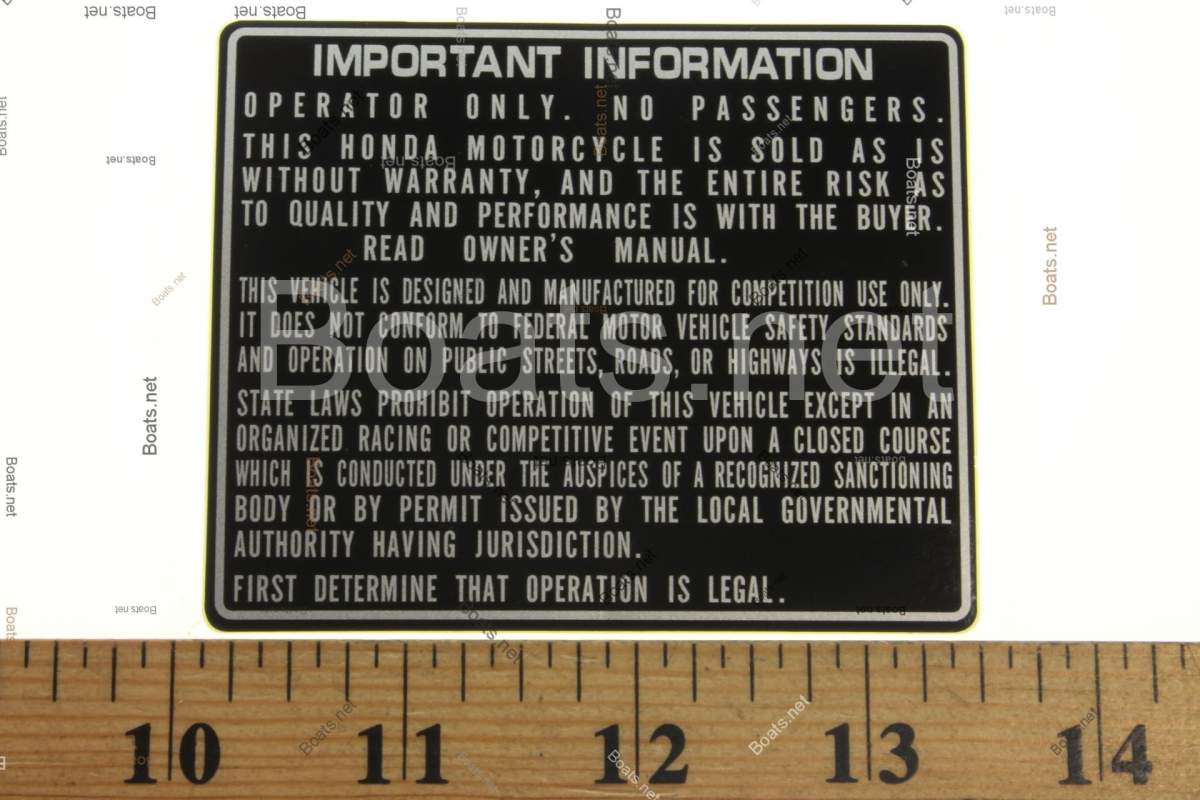 IMPORTANT INFORMATION
OPERATOR ONLY. NO PASSENGERS.
THIS HONDA MOTORCYCLE IS SOLD AS IS
WITHOUT WARRANTY, AND THE ENTIRE RISK AS
TO QUALITY AND PERFORMANCE IS WITH THE BUYER.
READ OWNER'S MANUAL.
THIS VEHICLE IS DESIGNED AND MANUFACTURED FOR COMPETITION USE ONLY.
IT DOES NOT CONFORM TO FEDERAL MOTOR VEHICLE SAFETY STANDARDS
AND OPERATION ON PUBLIC STREETS, ROADS, OR HIGHWAYS IS ILLEGAL.
STATE LAWS PROHIBIT OPERATION OF THIS VEHICLE EXCEPT IN AN
ORGANIZED RACING OR COMPETITIVE EVENT UPON A CLOSED COURSE
WHICH IS CONDUCTED UNDER THE AUSPICES OF A RECOGNIZED SANCTIONING
BODY OR BY PERMIT ISSUED BY THE LOCAL GOVERNMENTAL
AUTHORITY HAVING JURISDICTION.
FIRST DETERMINE THAT OPERATION IS LEGAL.
Boats.net
10 11 12 13 14